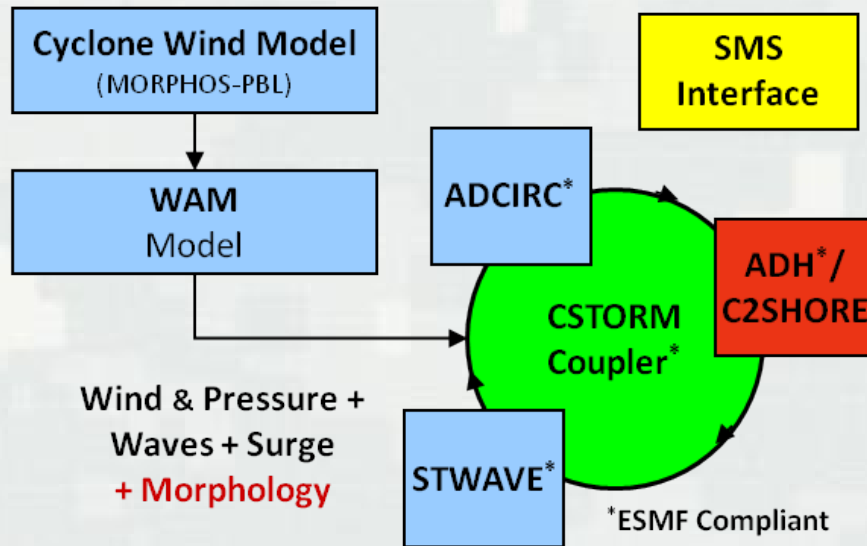 Cyclone Wind Model
(MORPHOS-PBL)
SMS
Interface
WAM
Model
ADCIRC*
ADH*/
C2SHORE
CSTORM
Coupler*
Wind & Pressure +
Waves + Surge
+ Morphology
STWAVE*
*ESMF Compliant